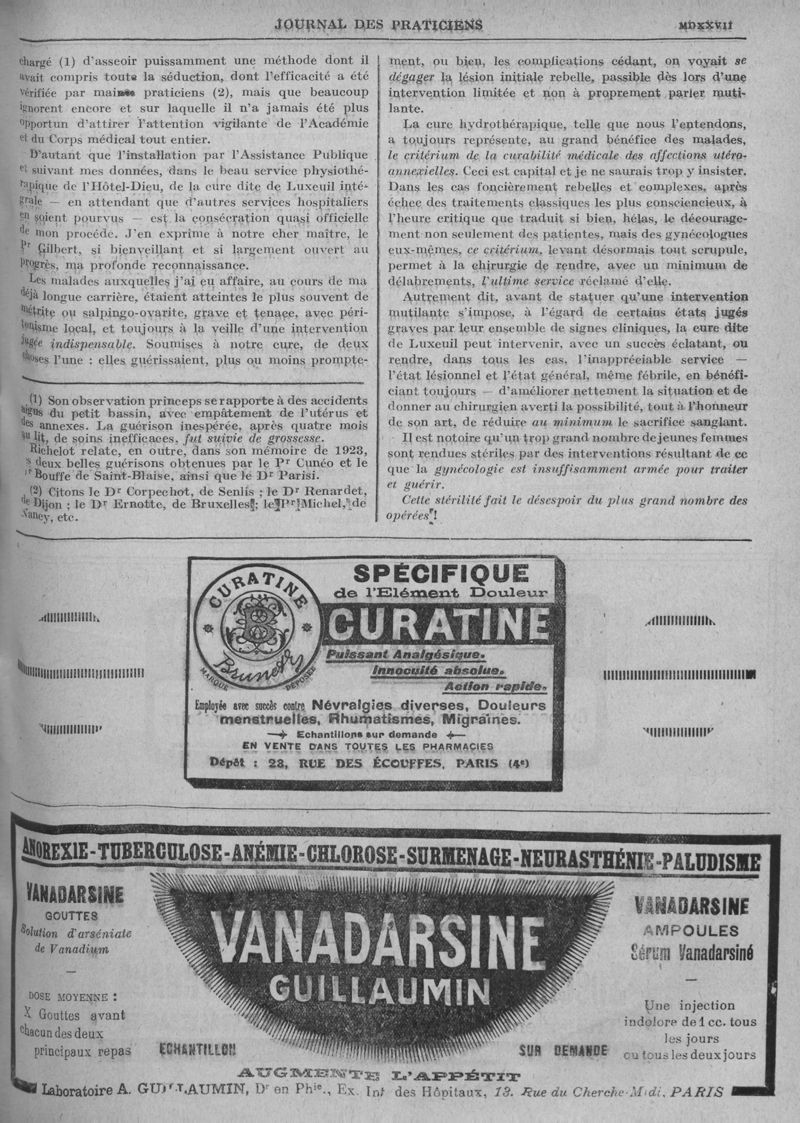 JOURNAL DES PRATICIENS
MDXXVII
chargé (1) d'asseoir puissamment une méthode dont il
avait compris toute la séduction, dont l'efficacité a été
vérifiée par maints praticiens (2), mais que beaucoup
ignorent encore et sur laquelle il n'a jamais été plus
opportun d'attirer l'attention vigilante de l'Académie
et du Corps médical tout entier.
D'autant que l'installation par l'Assistance Publique
et suivant mes données, dans le beau service physiothé-
rapique de l'Hôtel-Dieu, de la cure dite de Luxeuil inté-
grale — en attendant que d'autres services hospitaliers
en soient pourvus — est la consécration quasi officielle
de mon procédé. J'en exprime à notre cher maître, le
Pr Gilbert, si bienveillant et si largement ouvert au
progrès, ma profonde reconnaissance.
Les malades auxquelles j'ai eu affaire, au cours de ma
déjà longue carrière, étaient atteintes le plus souvent de
métrite ou salpingo-ovarite, grave et tenace, avec péri-
tonisme local, et toujours à la veille d'une intervention
jugée indispensable. Soumises à notre cure, de deux
choses l'une : elles guérissaient, plus ou moins prompte-
(1) Son observation princeps se rapporte à des accidents
aigus du petit bassin, avec empâtement de l'utérus et
des annexes. La guérison inespérée, après quatre mois
au lit, de soins inefficaces, fut suivie de grossesse.
Richelot relate, en outre, dans son mémoire de 1923,
deux belles guérisons obtenues par le Pr Cunéo et le
Bouffe de Saint-Blaise, ainsi que le Dr Parisi.
(2) Citons le Dr Corpechot, de Senlis ; le Dr Renardet,
de Dijon ; le Dr Ernotte, de Bruxelles ; le Pr Michel, de
Nancy, etc.
ment, ou bien, les complications cédant, on voyait se
dégager la lésion initiale rebelle, passible dès lors d'une
intervention limitée et non à proprement parler muti-
lante.
La cure hydrothérapique, telle que nous l'entendons,
a toujours représente, au grand bénéfice des malades,
le critérium de la curabilité médicale des affections utéro-
annexielles. Ceci est capital et je ne saurais trop y insister.
Dans les cas foncièrement rebelles et complexes, après
échec des traitements classiques les plus consciencieux, à
l'heure critique que traduit si bien, hélas, le décourage-
ment non seulement des patientes, mais des gynécologues
eux-mêmes, ce critérium, levant désormais tout scrupule,
permet à la chirurgie de rendre, avec un minimum de
délabrements, l'ultime service réclamé d'elle.
Autrement dit, avant de statuer qu'une intervention
mutilante s'impose, à l'égard de certains états jugés
graves par leur ensemble de signes cliniques, la cure dite
de Luxeuil peut intervenir, avec un succès éclatant, ou
rendre, dans tous les cas, l'inappréciable service —
l'état lésionnel et l'état général, même fébrile, en bénéfi-
ciant toujours — d'améliorer nettement la situation et de
donner au chirurgien averti la possibilité, tout à l'honneur
de son art, de réduire au minimum le sacrifice sanglant.
Il est notoire qu'un trop grand nombre de jeunes femmes
sont rendues stériles par des interventions résultant de ce
que la gynécologie est insuffisamment armée pour traiter
et guérir.
Cette stérilité fait le désespoir du plus grand nombre des
opérées !
CURATINE
Brunet
MARQUE DÉPOSÉE
SPÉCIFIQUE
de l'Elément Douleur
CURATINE
Puissant Analgésique.
Innocuité absolue.
Action rapide.
Employée avec succès contre Névralgies diverses, Douleurs
menstruelles, Rhumatismes, Migraines.
Echantillons sur demande
EN VENTE DANS TOUTES LES PHARMACIES
Dépôt : 23, RUE DES ÉCOUFFES, PARIS (4e)
ANOREXIE-TUBERCULOSE-ANÉMIE-CHLOROSE-SURMENAGE-NEURASTHÉNIE-PALUDISME
VANADARSINE
GOUTTES
Solution d'arséniate
de Vanadium
DOSE MOYENNE :
X Gouttes avant
chacun des deux
principaux repas
VANADARSINE
GUILLAUMIN
ECHANTILLON
SUR DEMANDE
VANADARSINE
AMPOULES
Sérum Vanadarsiné
Une injection
indolore de 1 cc. tous
les jours
ou tous les deux jours
AUGMENTE L'APPÉTIT
Laboratoire A. GUILLAUMIN, Dr en Phie., Ex. Int des Hôpitaux, 13, Rue du Cherche-Midi, PARIS